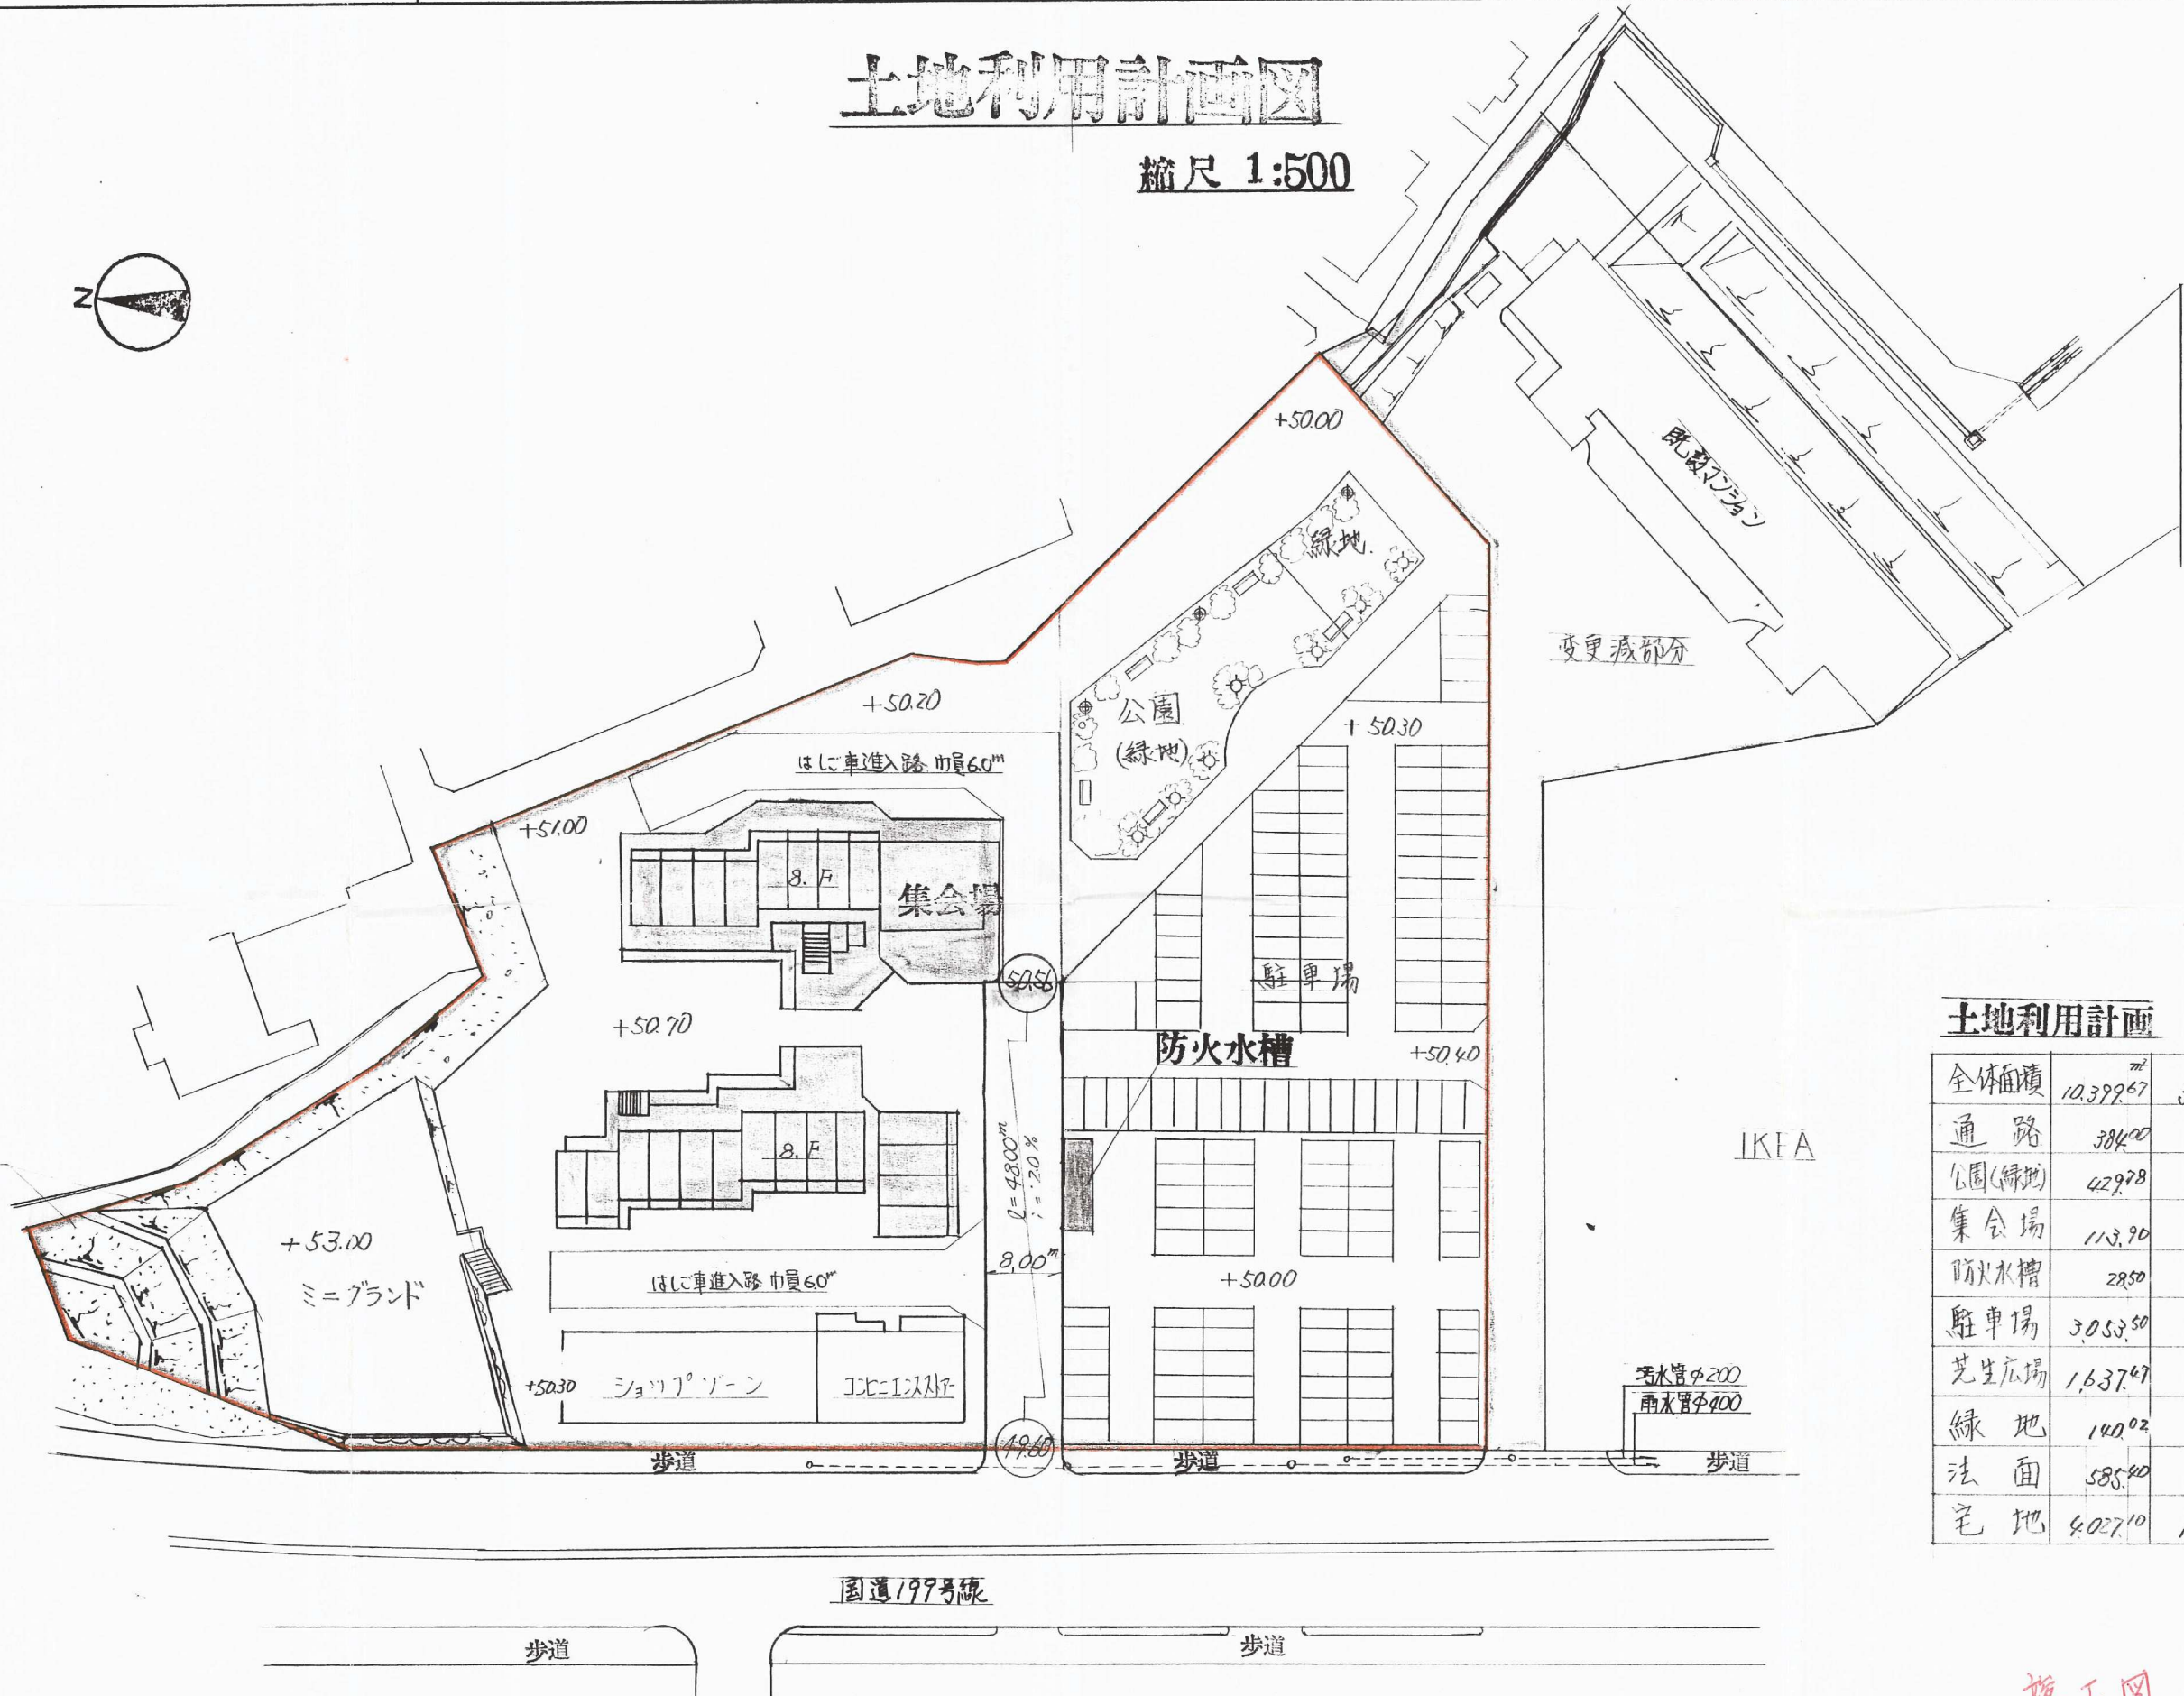 土地利用計画図
縮尺 1:500
N
+50.00
緑地
既設マンション
変更減部分
+50.20
公園
(緑地)
+50.30
はしご車進入路 巾員6.0m
+51.00
8.F
集会場
50.56
駐車場
+50.70
防火水槽
+50.40
8.F
ℓ=48.00m
i=2.0%
IKEA
+53.00
ミニグランド
8.00m
+50.00
はしご車進入路 巾員6.0m
+50.30
ショップゾーン
コンビニエンスストアー
汚水管φ200
雨水管φ400
49.60
歩道
歩道
歩道
国道199号線
歩道
歩道
土地利用計画
全体面積 10,399.67 m²
通路 384.00
公園(緑地) 429.78
集会場 113.90
防火水槽 28.50
駐車場 3,053.50
芝生広場 1,637.47
緑地 140.02
法面 585.40
宅地 4,027.10